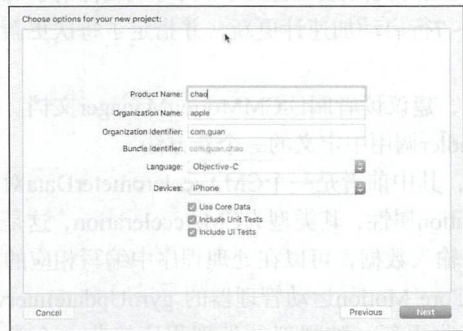 Choose options for your new project:
Product Name: chao
Organization Name: apple
Organization Identifier: com.guan
Bundle Identifier: com.guan.chao
Language: Objective-C
Devices: iPhone
Use Core Data
Include Unit Tests
Include UI Tests
Cancel
Previous
Next